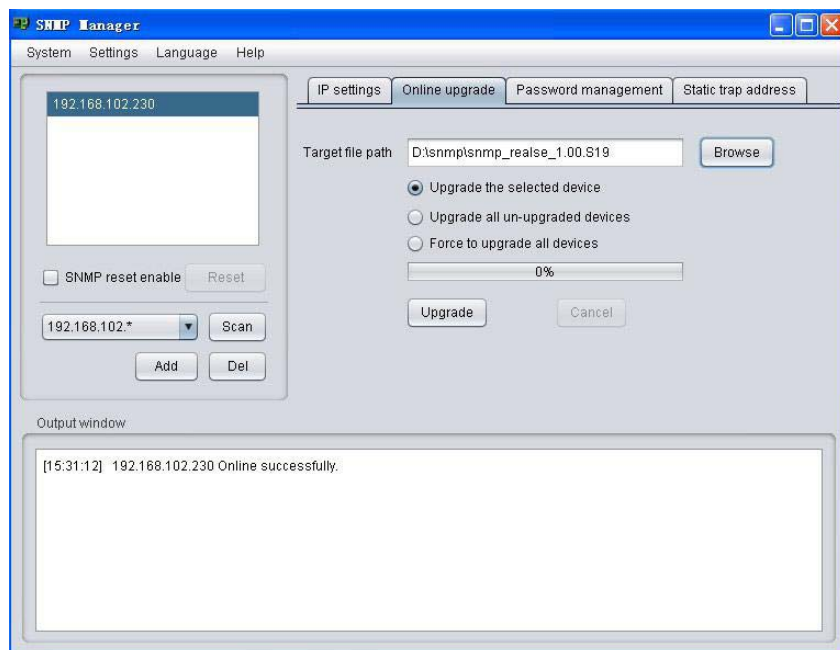 SNMP Manager
System Settings Language Help
192.168.102.230
SNMP reset enable Reset
192.168.102.* Scan
Add Del
IP settings Online upgrade Password management Static trap address
Target file path D:\snmp\snmp_realse_1.00.S19 Browse
Upgrade the selected device
Upgrade all un-upgraded devices
Force to upgrade all devices
0%
Upgrade Cancel
Output window
[15:31:12] 192.168.102.230 Online successfully.